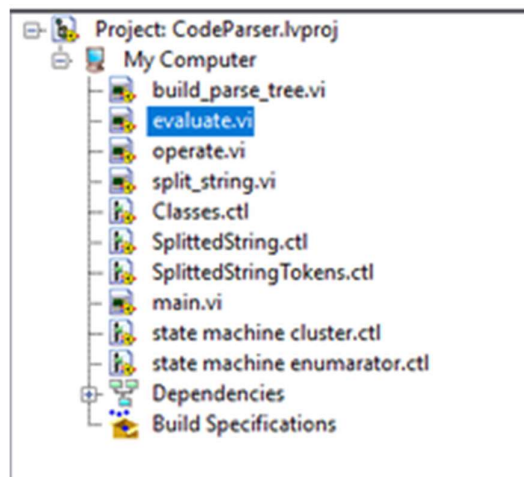 Project: CodeParser.lvproj
My Computer
build_parse_tree.vi
evaluate.vi
operate.vi
split_string.vi
Classes.ctl
SplittedString.ctl
SplittedStringTokens.ctl
main.vi
state machine cluster.ctl
state machine enumarator.ctl
Dependencies
Build Specifications